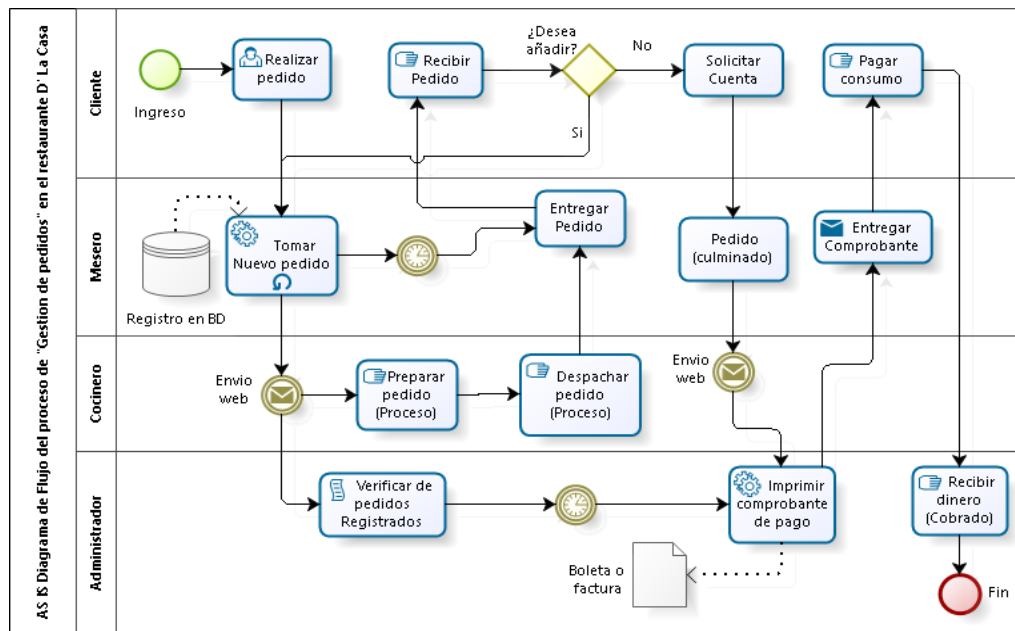 AS IS Diagrama de Flujo del proceso de "Gestion de pedidos" en el restaurante D` La Casa
Cliente
Ingreso
Realizar
pedido
Recibir
Pedido
¿Desea
añadir?
No
Si
Solicitar
Cuenta
Pagar
consumo
Mesero
Registro en BD
Tomar
Nuevo pedido
Entregar
Pedido
Pedido
(culminado)
Entregar
Comprobante
Cocinero
Envio
web
Preparar
pedido
(Proceso)
Despachar
pedido
(Proceso)
Envio
web
Administrador
Verificar de
pedidos
Registrados
Boleta o
factura
Imprimir
comprobante
de pago
Recibir
dinero
(Cobrado)
Fin